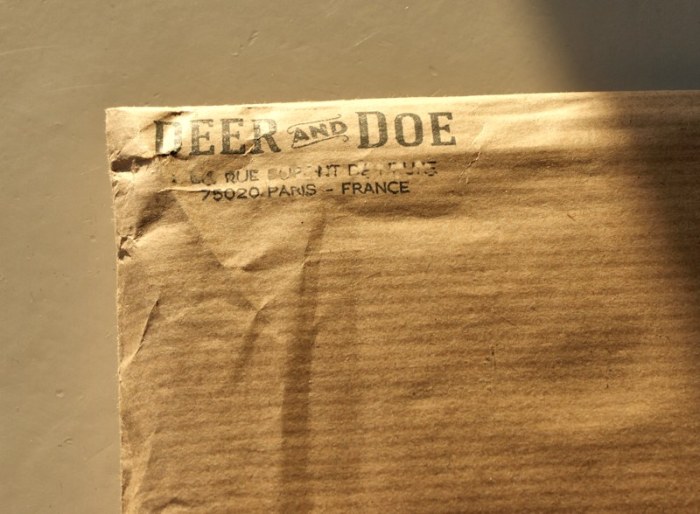 DEER AND DOE
RUE
75020 PARIS - FRANCE